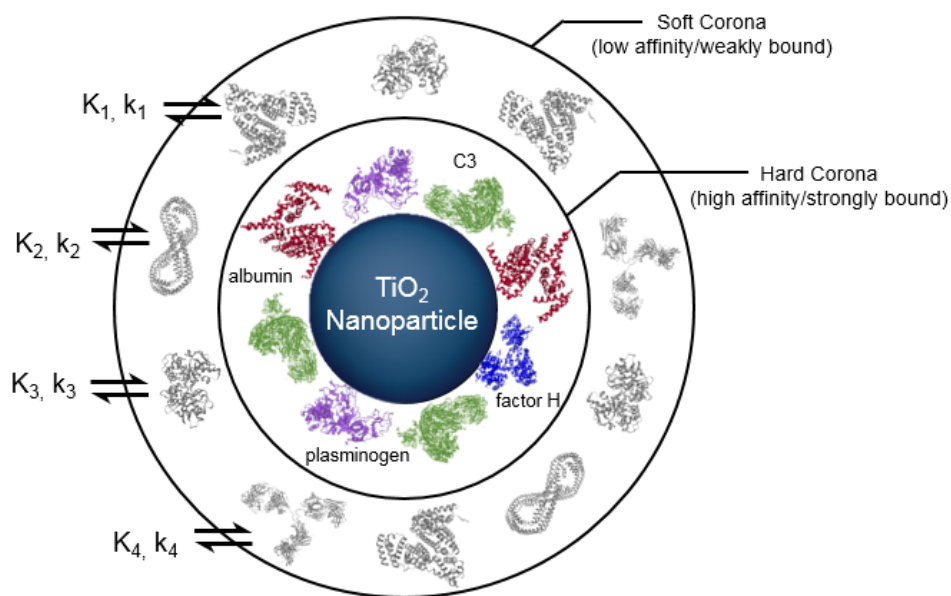 Soft Corona
(low affinity/weakly bound)
K₁, k₁
C3
Hard Corona
(high affinity/strongly bound)
K₂, k₂
albumin
TiO₂
Nanoparticle
K₃, k₃
factor H
plasminogen
K₄, k₄